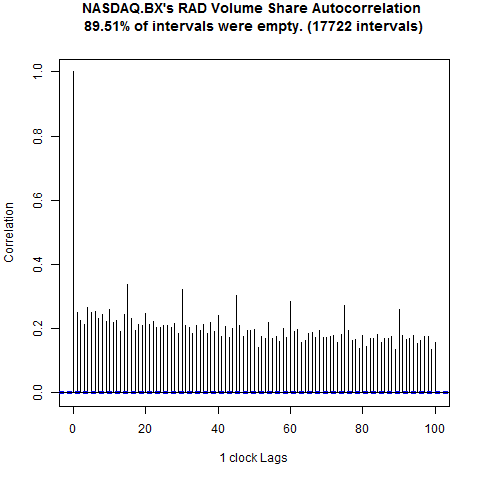 NASDAQ.BX's RAD Volume Share Autocorrelation
89.51% of intervals were empty. (17722 intervals)
1.0
0.8
0.6
0.4
0.2
0.0
Correlation
0 20 40 60 80 100
1 clock Lags